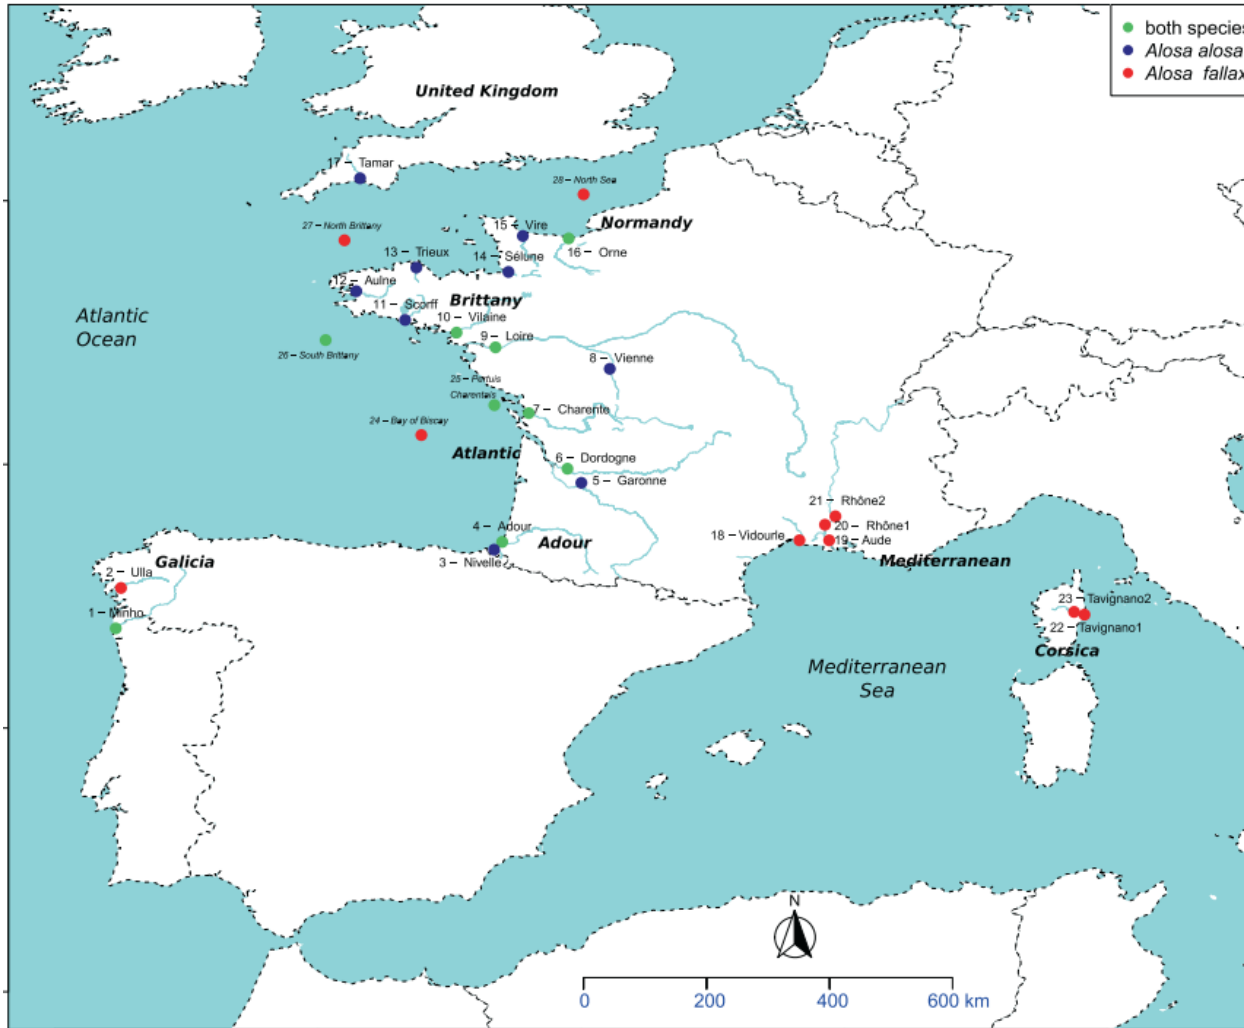 both species
Alosa alosa
Alosa fallax
United Kingdom
17 – Tamar
28 – North Sea
27 – North Brittany
15 – Vire
Normandy
13 – Trieux
14 – Sélune
16 – Orne
12 – Aulne
11 – Scorff
Brittany
10 – Vilaine
Atlantic
Ocean
9 – Loire
26 – South Brittany
8 – Vienne
25 – Pertuis
Charentais
7 – Charente
24 – Bay of Biscay
Atlantic
6 – Dordogne
5 – Garonne
21 – Rhône2
4 – Adour
20 – Rhône1
18 – Vidourle
19 – Aude
Adour
3 – Nivelle
Galicia
Mediterranean
2 – Ulla
1 – Minho
23 – Tavignano2
22 – Tavignano1
Corsica
Mediterranean
Sea
N
0 200 400 600 km